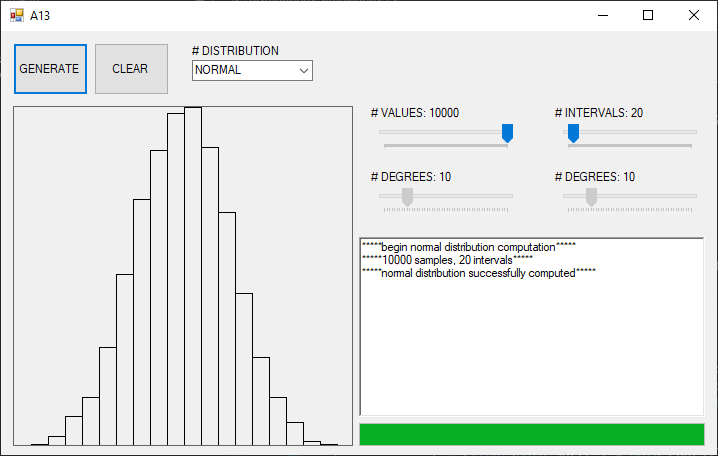 A13
GENERATE
CLEAR
# DISTRIBUTION
NORMAL
# VALUES: 10000
# INTERVALS: 20
# DEGREES: 10
# DEGREES: 10
*****begin normal distribution computation*****
*****10000 samples, 20 intervals*****
*****normal distribution successfully computed*****